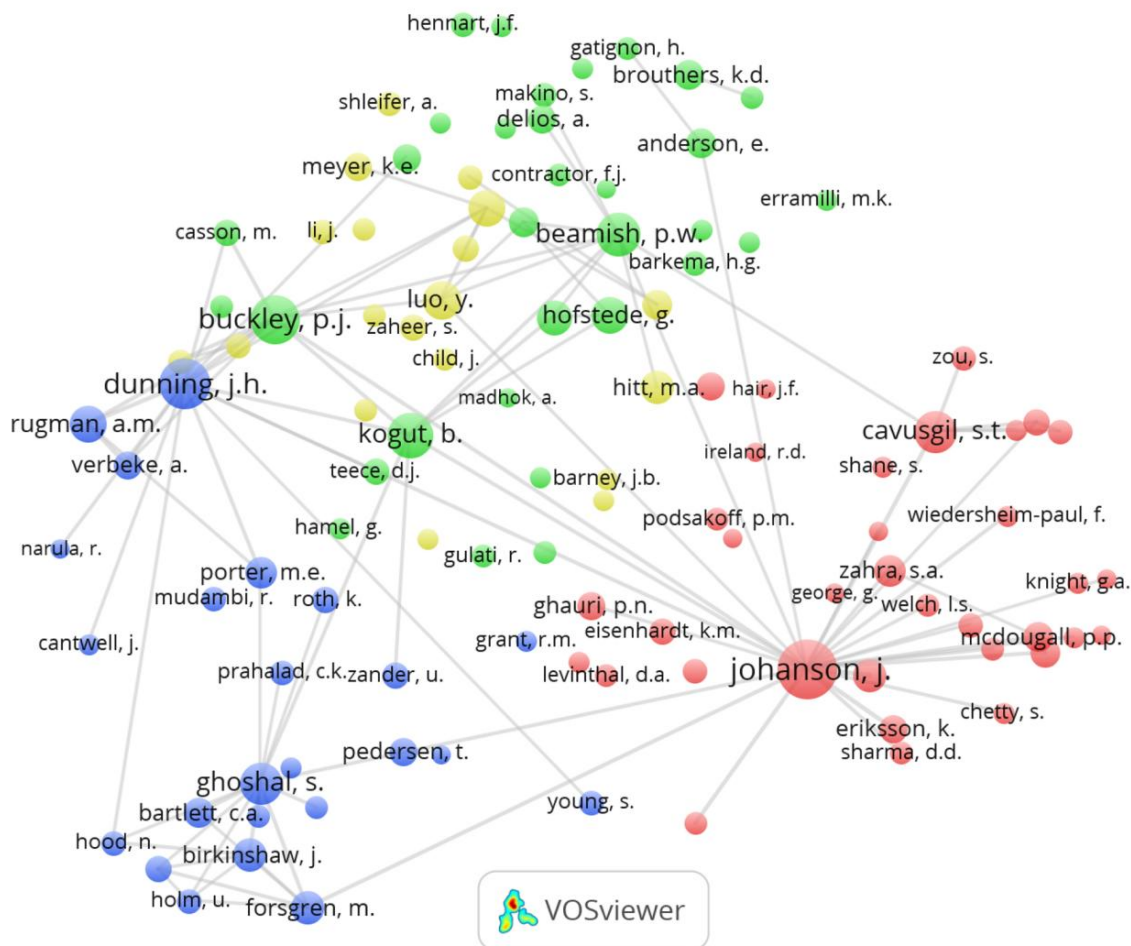 hennart, j.f.
gatignon, h.
brouthers, k.d.
makino, s.
shleifer, a.
delios, a.
anderson, e.
meyer, k.e.
contractor, f.j.
erramilli, m.k.
casson, m.
li, j.
beamish, p.w.
barkema, h.g.
luo, y.
buckley, p.j.
hofstede, g.
zaheer, s.
child, j.
zou, s.
dunning, j.h.
hitt, m.a.
hair, j.f.
madhok, a.
rugman, a.m.
kogut, b.
cavusgil, s.t.
ireland, r.d.
verbeke, a.
teece, d.j.
barney, j.b.
shane, s.
podsakoff, p.m.
wiedersheim-paul, f.
hamel, g.
narula, r.
gulati, r.
porter, m.e.
zahra, s.a.
knight, g.a.
mudambi, r.
roth, k.
george, g.
ghauri, p.n.
welch, l.s.
eisenhardt, k.m.
cantwell, j.
grant, r.m.
mcdougall, p.p.
prahalad, c.k.
zander, u.
levinthal, d.a.
johanson, j.
chetty, s.
eriksson, k.
pedersen, t.
sharma, d.d.
ghoshal, s.
bartlett, c.a.
young, s.
hood, n.
birkinshaw, j.
holm, u.
forsgren, m.
VOSviewer